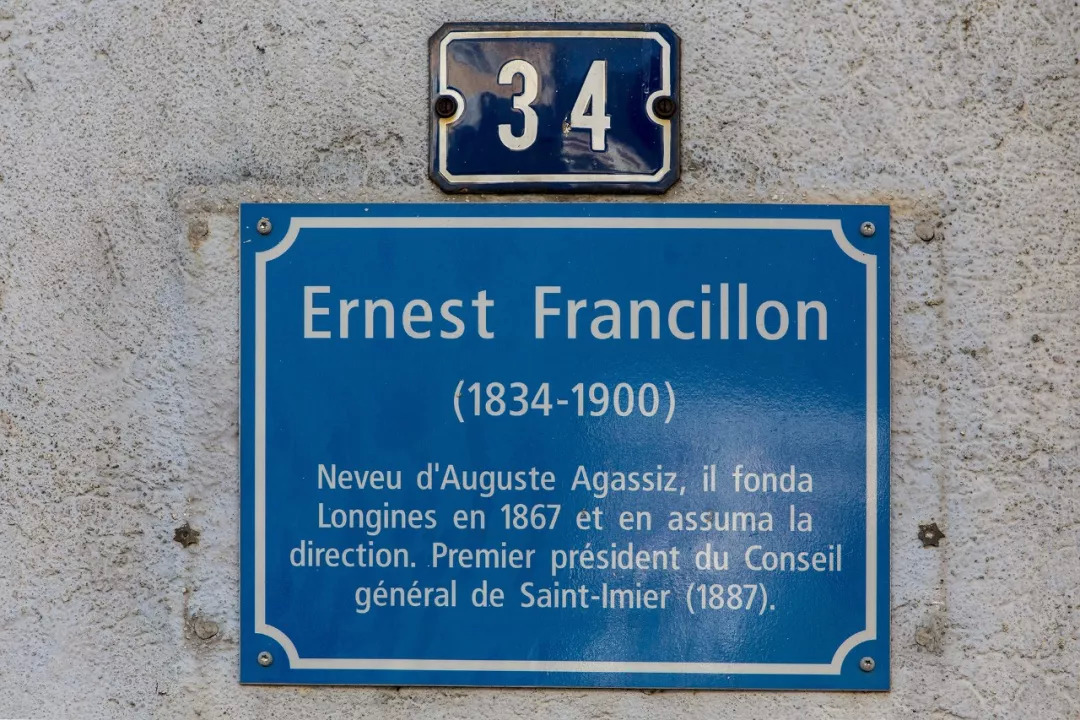 34
Ernest Francillon
(1834-1900)
Neveu d'Auguste Agassiz, il fonda
Longines en 1867 et en assuma la
direction. Premier président du Conseil
général de Saint-Imier (1887).